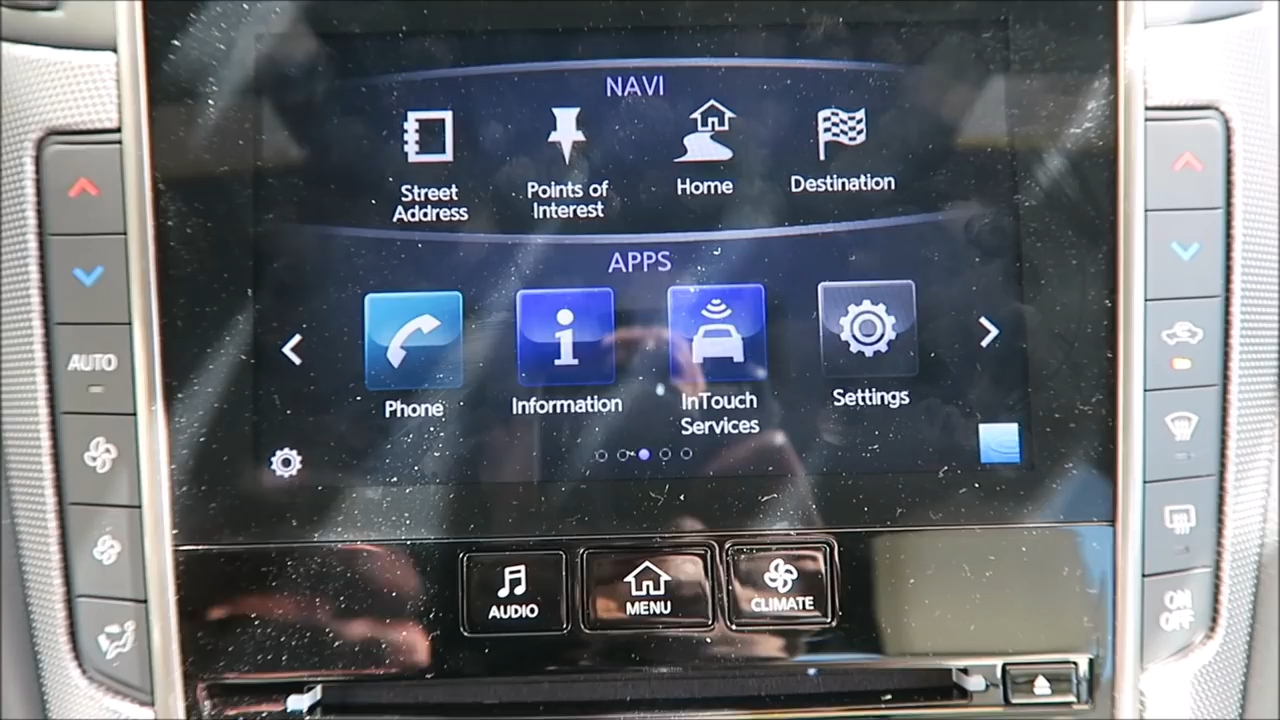 NAVI
Street
Address
Points of
Interest
Home
Destination
APPS
Phone
Information
InTouch
Services
Settings
AUTO
AUDIO
MENU
CLIMATE
ON
OFF